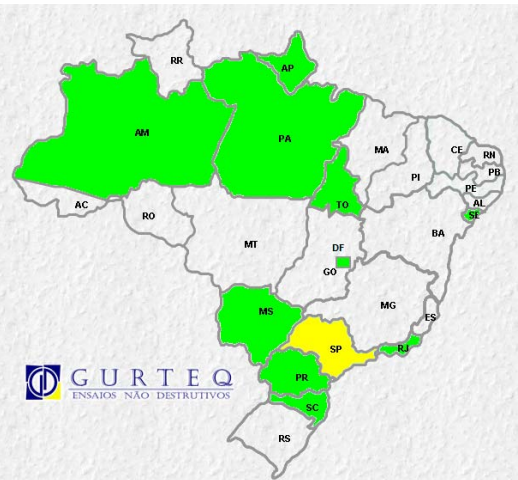 RR
AP
AM
PA
MA
CE
RN
PB
PI
PE
AL
SE
AC
RO
TO
BA
MT
DF
GO
MS
MG
ES
SP
RJ
PR
SC
RS
GURTEQ
ENSAIOS NÃO DESTRUTIVOS